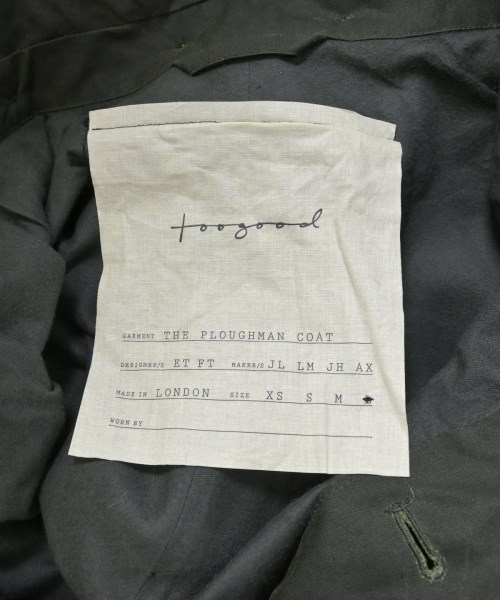 toogood
GARMENT THE PLOUGHMAN COAT
DESIGNER/S ET FT MAKER/S JL LM JH AX
MADE IN LONDON SIZE XS S M
WORN BY